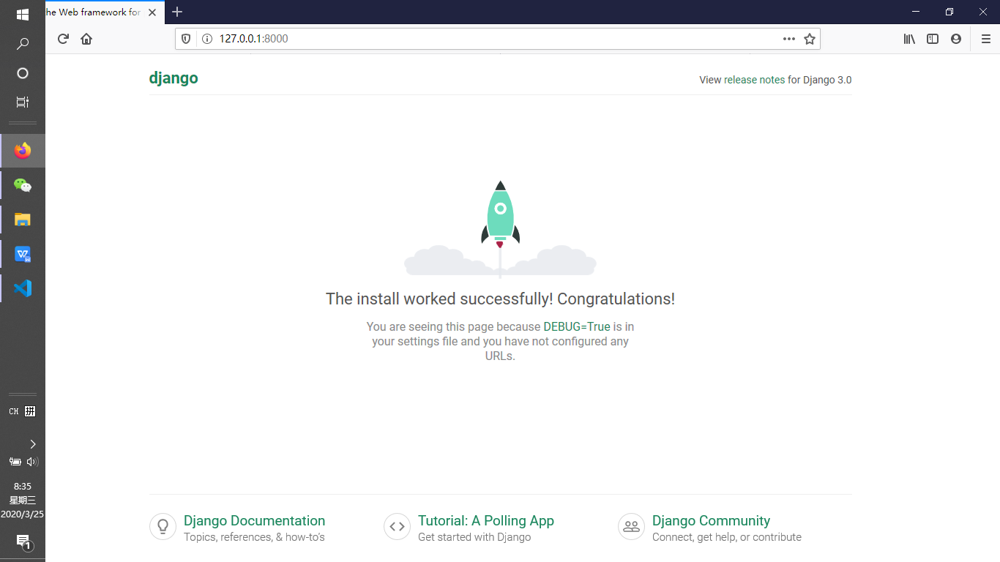 he Web framework for
127.0.0.1:8000
django
View release notes for Django 3.0
The install worked successfully! Congratulations!
You are seeing this page because DEBUG=True is in
your settings file and you have not configured any
URLs.
Django Documentation
Topics, references, & how-to's
Tutorial: A Polling App
Get started with Django
Django Community
Connect, get help, or contribute
CH 拼
8:35
星期三
2020/3/25
1